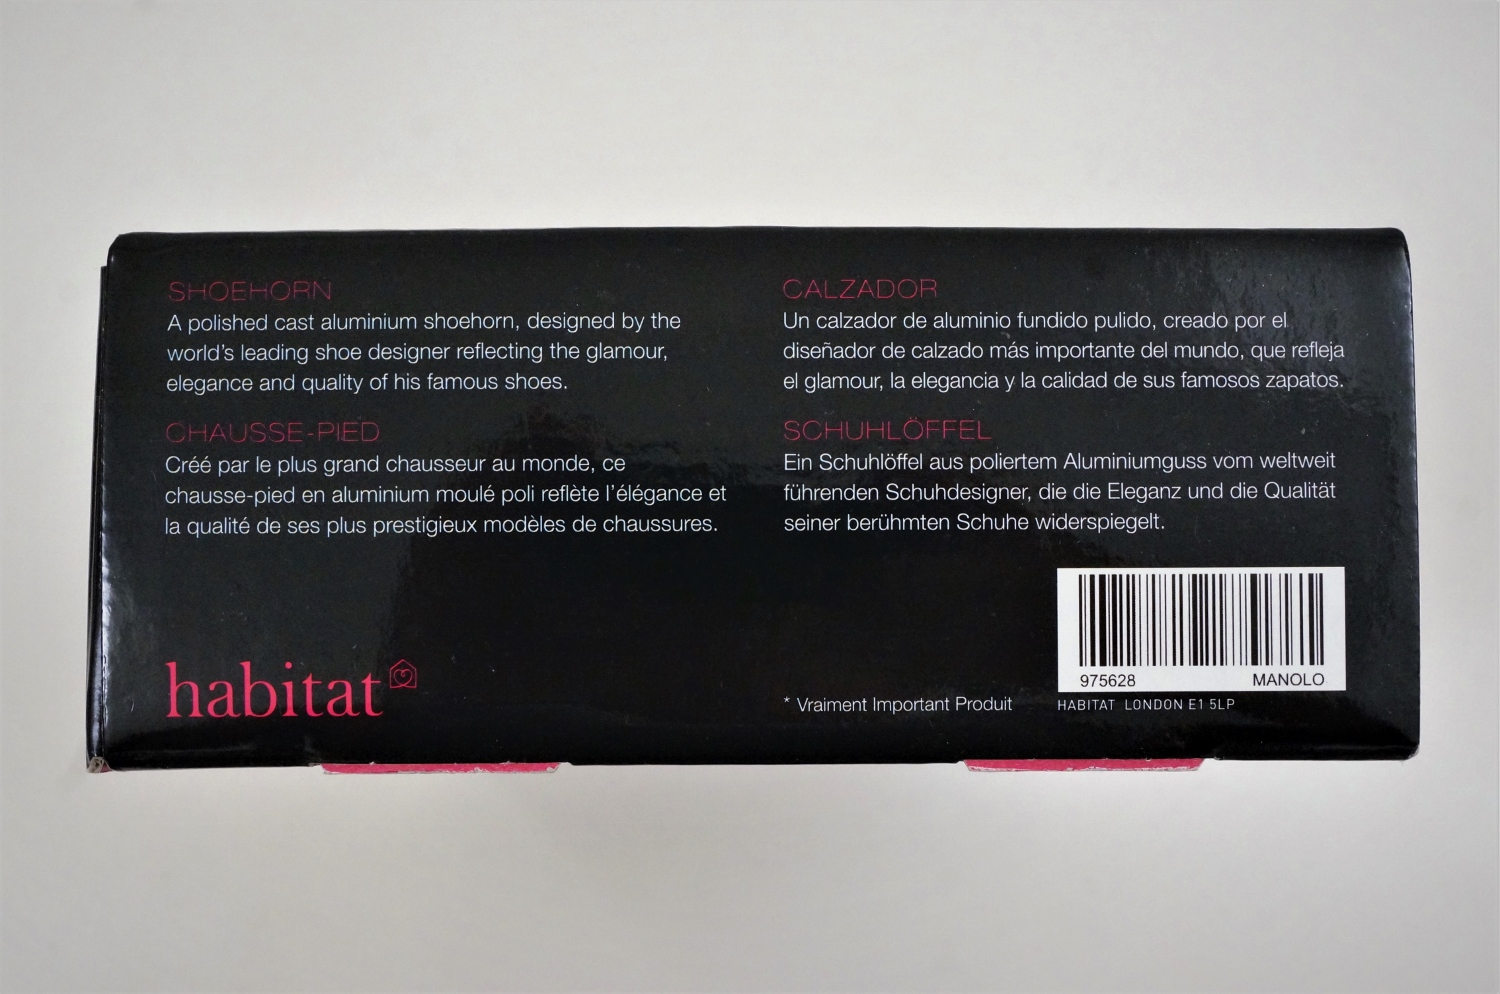 SHOEHORN
A polished cast aluminium shoehorn, designed by the
world's leading shoe designer reflecting the glamour,
elegance and quality of his famous shoes.
CHAUSSE-PIED
Créé par le plus grand chausseur au monde, ce
chausse-pied en aluminium moulé poli reflète l'élégance et
la qualité de ses plus prestigieux modèles de chaussures.
habitat
CALZADOR
Un calzador de aluminio fundido pulido, creado por el
diseñador de calzado más importante del mundo, que refleja
el glamour, la elegancia y la calidad de sus famosos zapatos.
SCHUHLÖFFEL
Ein Schuhlöffel aus poliertem Aluminiumguss vom weltweit
führenden Schuhdesigner, die die Eleganz und die Qualität
seiner berühmten Schuhe widerspiegelt.
975628 MANOLO
* Vraiment Important Produit
HABITAT LONDON E1 5LP